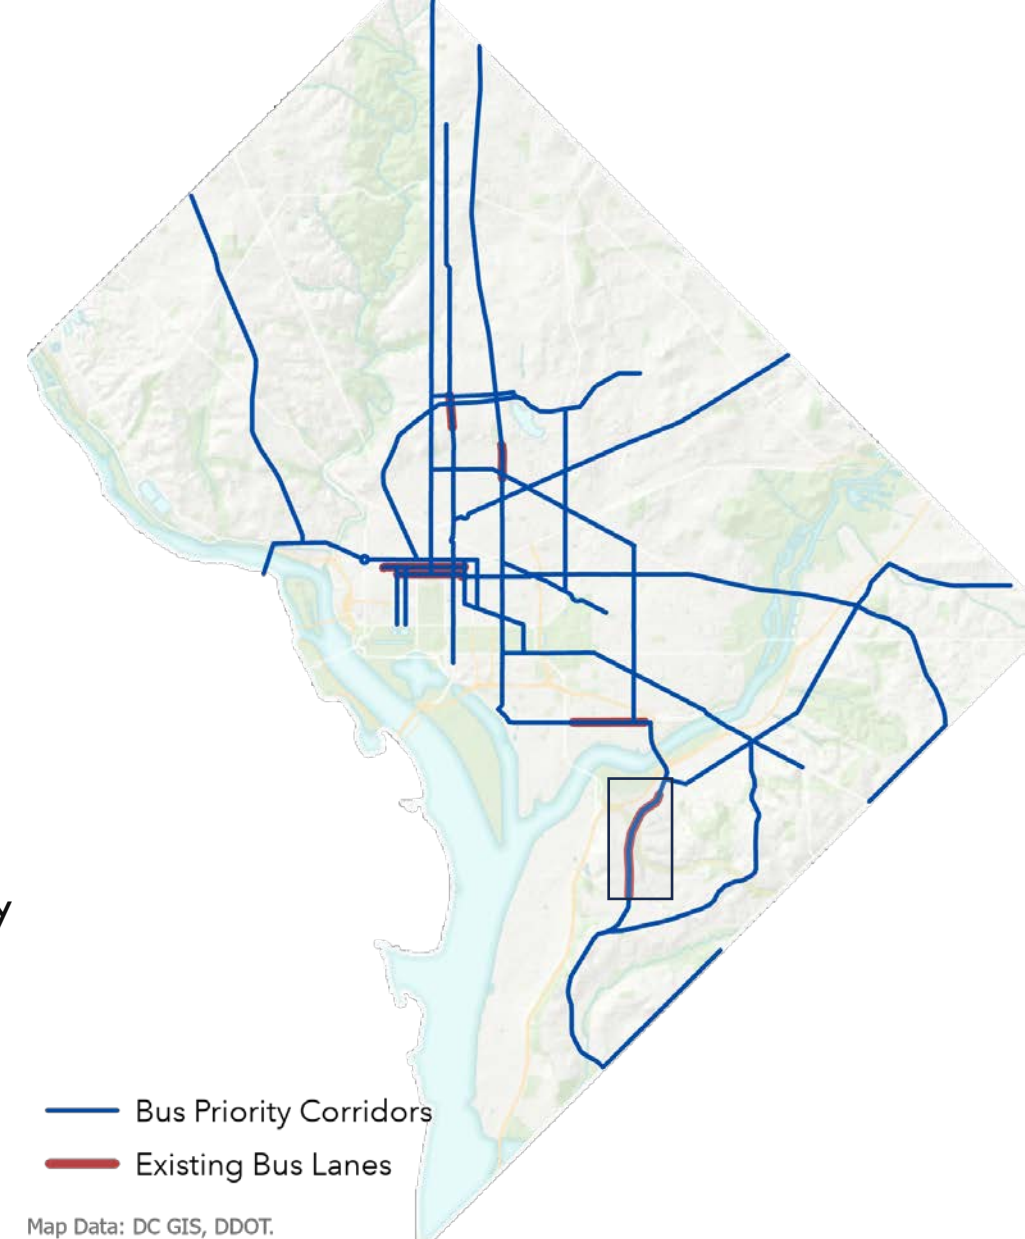 y
Bus Priority Corridors
Existing Bus Lanes
Map Data: DC GIS, DDOT.